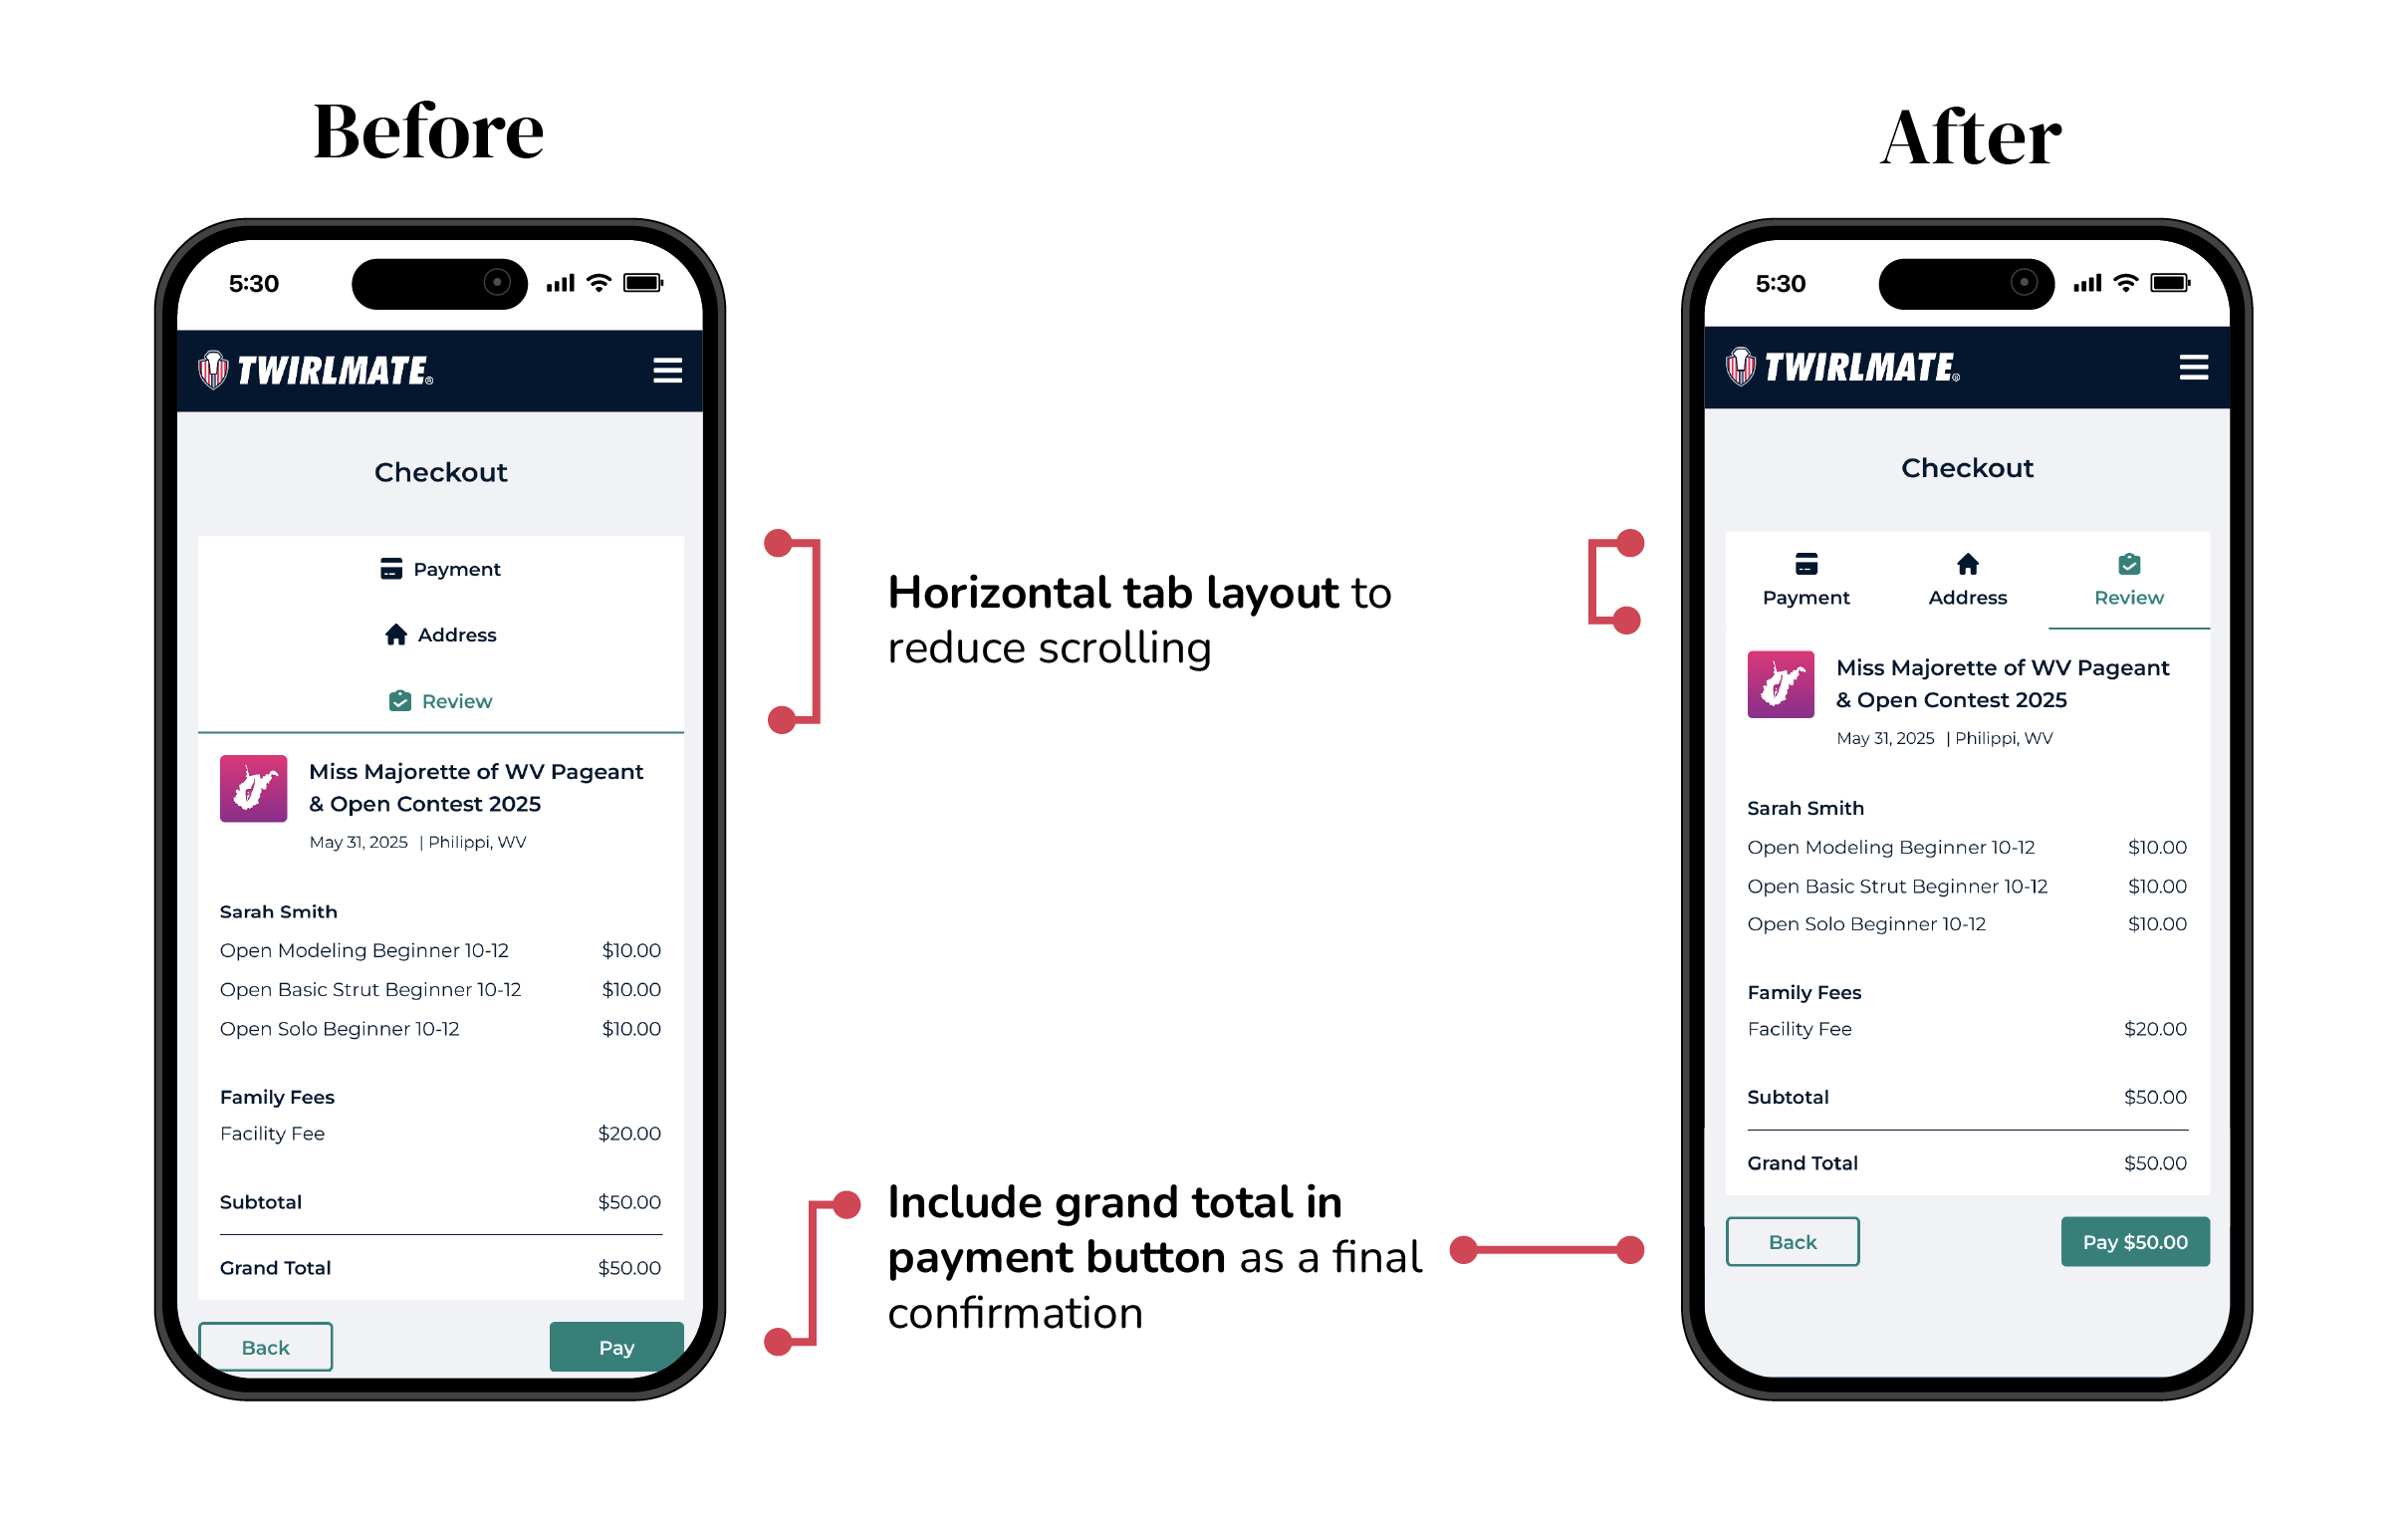 Before
After
5:30
TWIRLMATE®
Checkout
Payment
Address
Review
Miss Majorette of WV Pageant
& Open Contest 2025
May 31, 2025 | Philippi, WV
Sarah Smith
Open Modeling Beginner 10-12 $10.00
Open Basic Strut Beginner 10-12 $10.00
Open Solo Beginner 10-12 $10.00
Family Fees
Facility Fee $20.00
Subtotal $50.00
Grand Total $50.00
Back Pay
Horizontal tab layout to
reduce scrolling
Include grand total in
payment button as a final
confirmation
5:30
TWIRLMATE®
Checkout
Payment Address Review
Miss Majorette of WV Pageant
& Open Contest 2025
May 31, 2025 | Philippi, WV
Sarah Smith
Open Modeling Beginner 10-12 $10.00
Open Basic Strut Beginner 10-12 $10.00
Open Solo Beginner 10-12 $10.00
Family Fees
Facility Fee $20.00
Subtotal $50.00
Grand Total $50.00
Back Pay $50.00